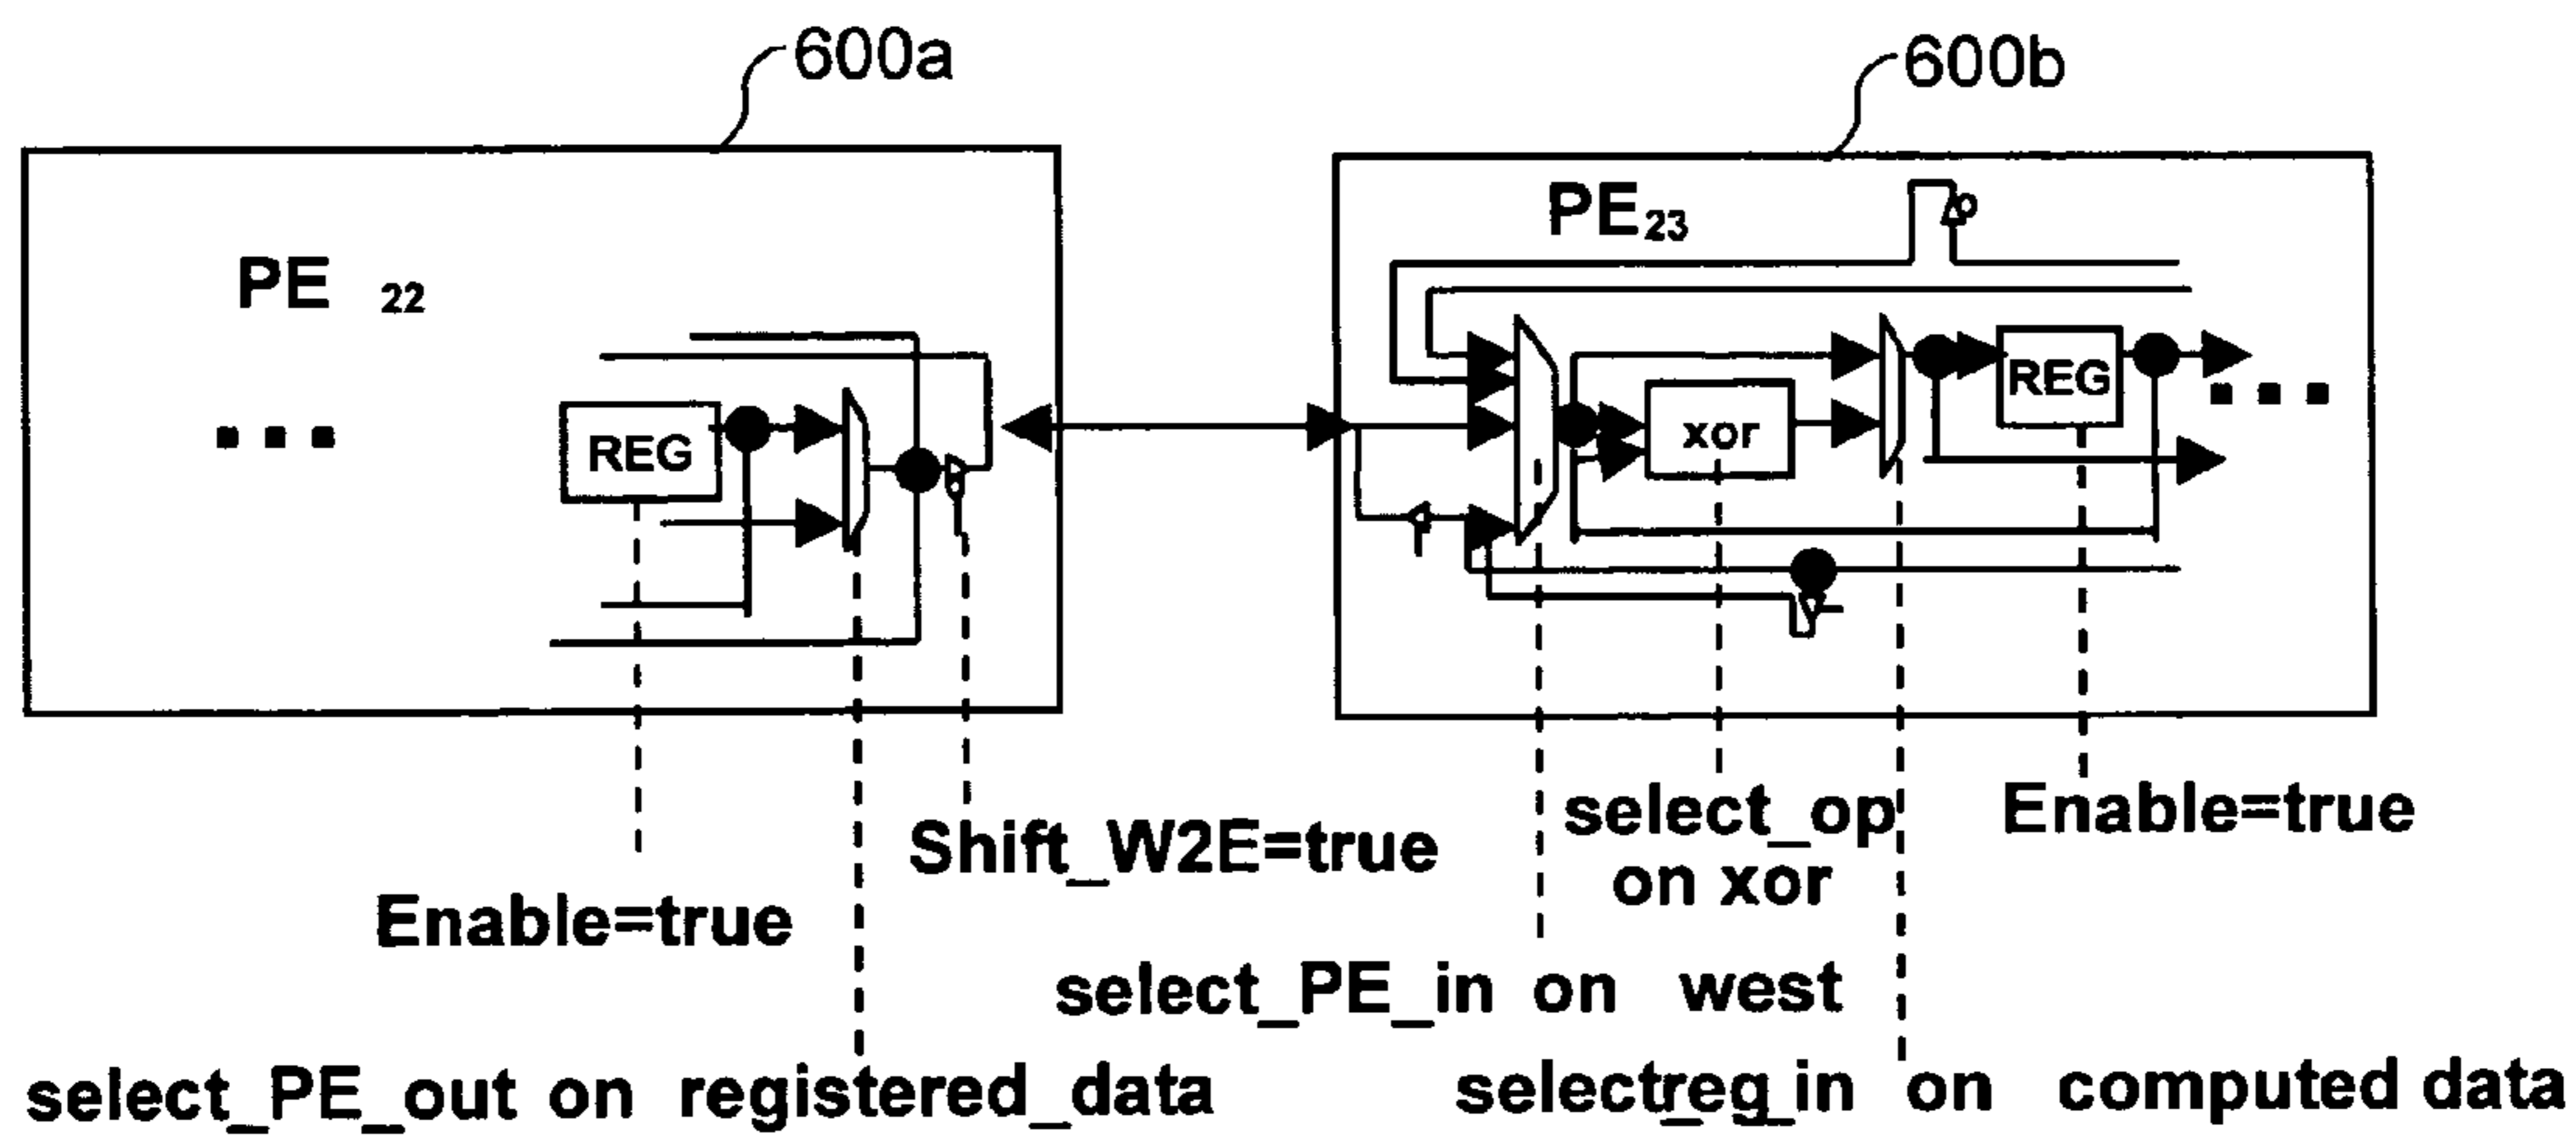 600a
600b
PE 22
PE23
REG
xor
REG
Shift_W2E=true
select_op
on xor
Enable=true
Enable=true
select_PE_in on west
select_PE_out on registered_data
selectreg_in on computed data